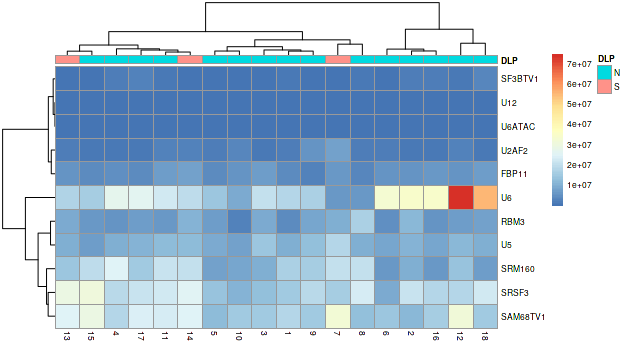 DLP
SF3BTV1
U12
U6ATAC
U2AF2
FBP11
U6
RBM3
U5
SRM160
SRSF3
SAM68TV1
13 15 4 17 11 14 5 10 3 1 9 7 8 6 2 16 12 18
7e+07
6e+07
5e+07
4e+07
3e+07
2e+07
1e+07
DLP
N
S